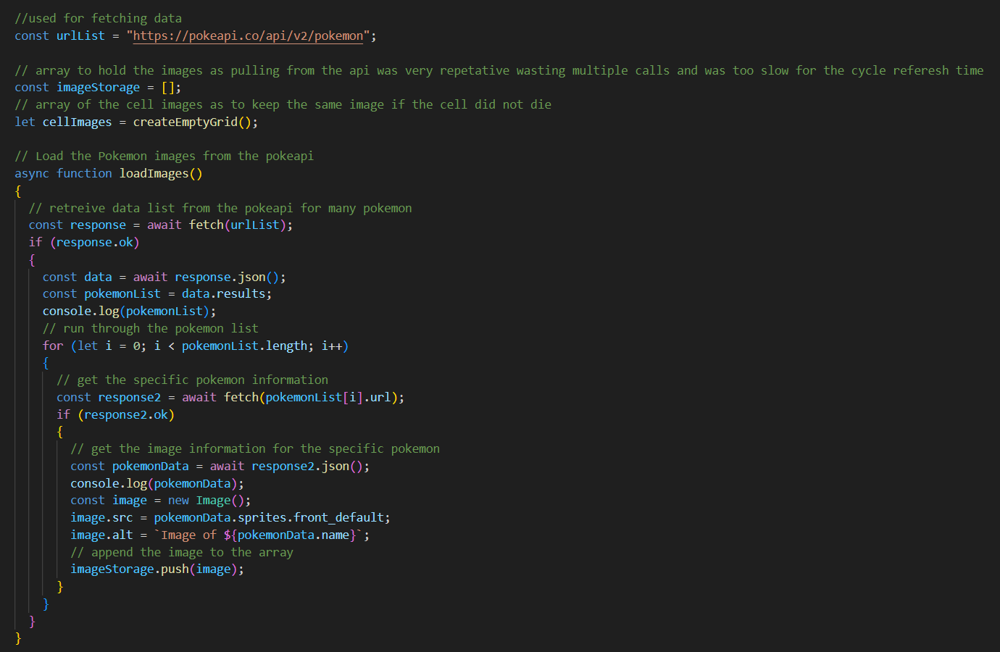 //used for fetching data
const urlList = "https://pokeapi.co/api/v2/pokemon";
// array to hold the images as pulling from the api was very repetative wasting multiple calls and was too slow for the cycle referesh time
const imageStorage = [];
// array of the cell images as to keep the same image if the cell did not die
let cellImages = createEmptyGrid();
// Load the Pokemon images from the pokeapi
async function loadImages()
{
// retreive data list from the pokeapi for many pokemon
const response = await fetch(urlList);
if (response.ok)
{
const data = await response.json();
const pokemonList = data.results;
console.log(pokemonList);
// run through the pokemon list
for (let i = 0; i < pokemonList.length; i++)
{
// get the specific pokemon information
const response2 = await fetch(pokemonList[i].url);
if (response2.ok)
{
// get the image information for the specific pokemon
const pokemonData = await response2.json();
console.log(pokemonData);
const image = new Image();
image.src = pokemonData.sprites.front_default;
image.alt = `Image of ${pokemonData.name}`;
// append the image to the array
imageStorage.push(image);
}
}
}
}